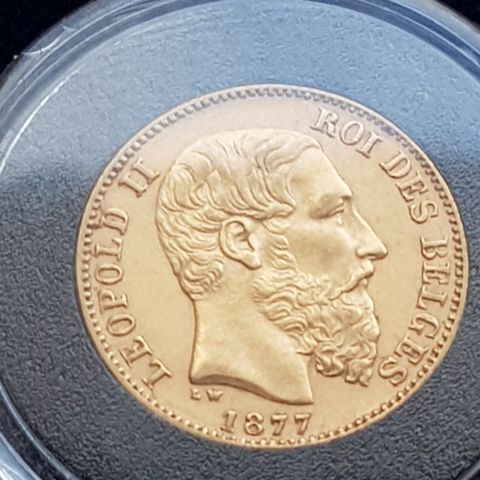 LEOPOLD II
ROI DES BELGES
L W
1877